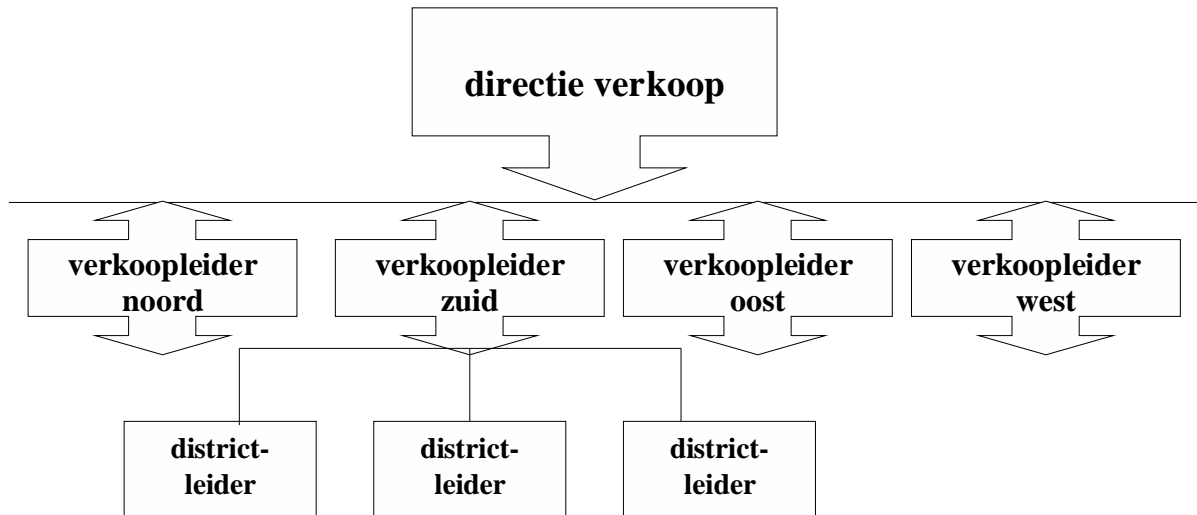 directie verkoop
verkoopleider
noord
verkoopleider
zuid
verkoopleider
oost
verkoopleider
west
district-
leider
district-
leider
district-
leider